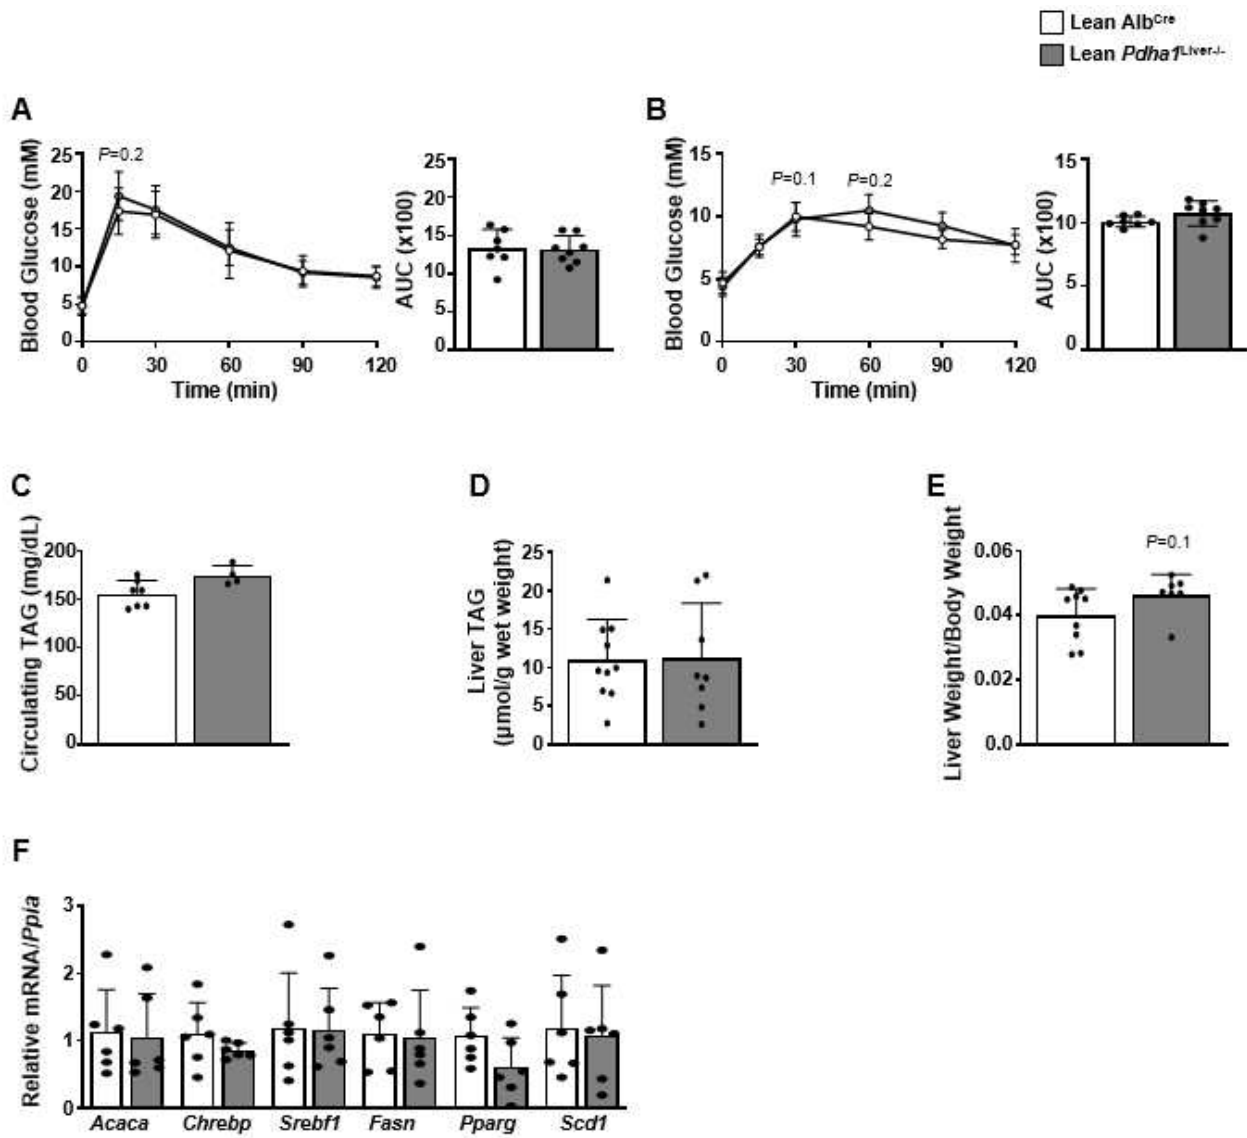 Lean Alb^Cre
Lean Pdha1^Liver-/-
A
B
Blood Glucose (mM)
25
20
15
10
5
0
P=0.2
0 30 60 90 120
Time (min)
AUC (x100)
25
20
15
10
5
0
Blood Glucose (mM)
15
10
5
0
P=0.1
P=0.2
0 30 60 90 120
Time (min)
AUC (x100)
15
10
5
0
C
D
E
Circulating TAG (mg/dL)
200
150
100
50
0
Liver TAG
(µmol/g wet weight)
25
20
15
10
5
0
Liver Weight/Body Weight
0.06
0.04
0.02
0.0
P=0.1
F
Relative mRNA/Ppia
3
2
1
0
Acaca Chrebp Srebf1 Fasn Pparg Scd1